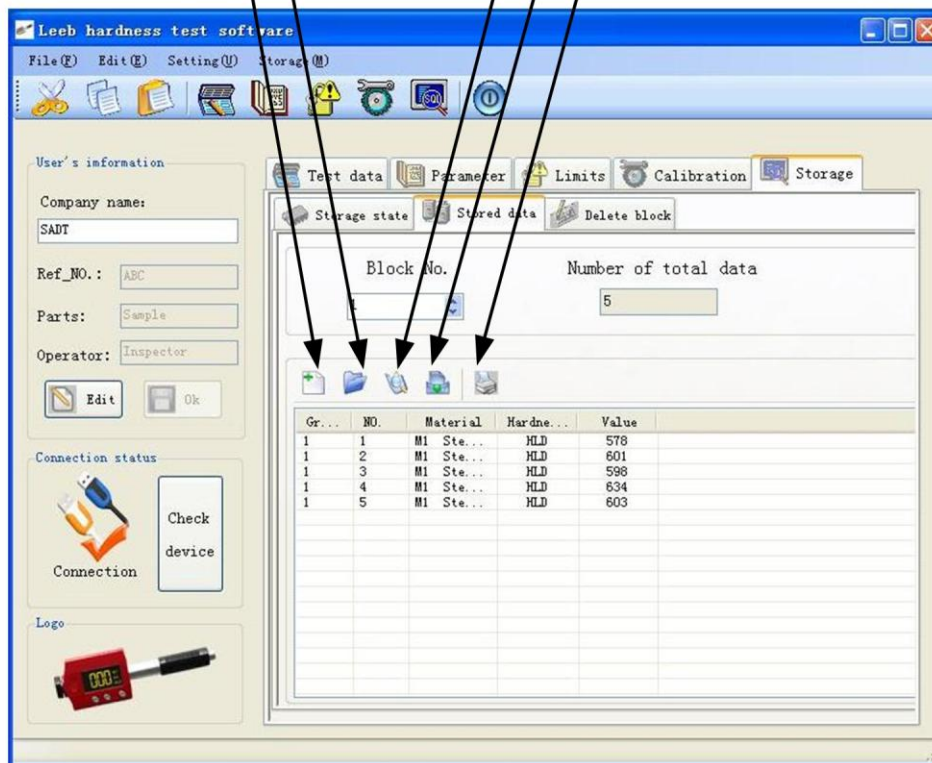 Leeb hardness test software
File(F) Edit(E) Setting(U) Storage(M)
SQL
User's imformation
Company name:
SADT
Ref_NO.: ABC
Parts: Sample
Operator: Inspector
Edit Ok
Connection status
Check
device
Connection
Logo
000
Test data Parameter Limits Calibration Storage
Storage state Stored data Delete block
Block No. Number of total data
1 5
Gr... NO. Material Hardne... Value
1 1 M1 Ste... HLD 578
1 2 M1 Ste... HLD 601
1 3 M1 Ste... HLD 598
1 4 M1 Ste... HLD 634
1 5 M1 Ste... HLD 603